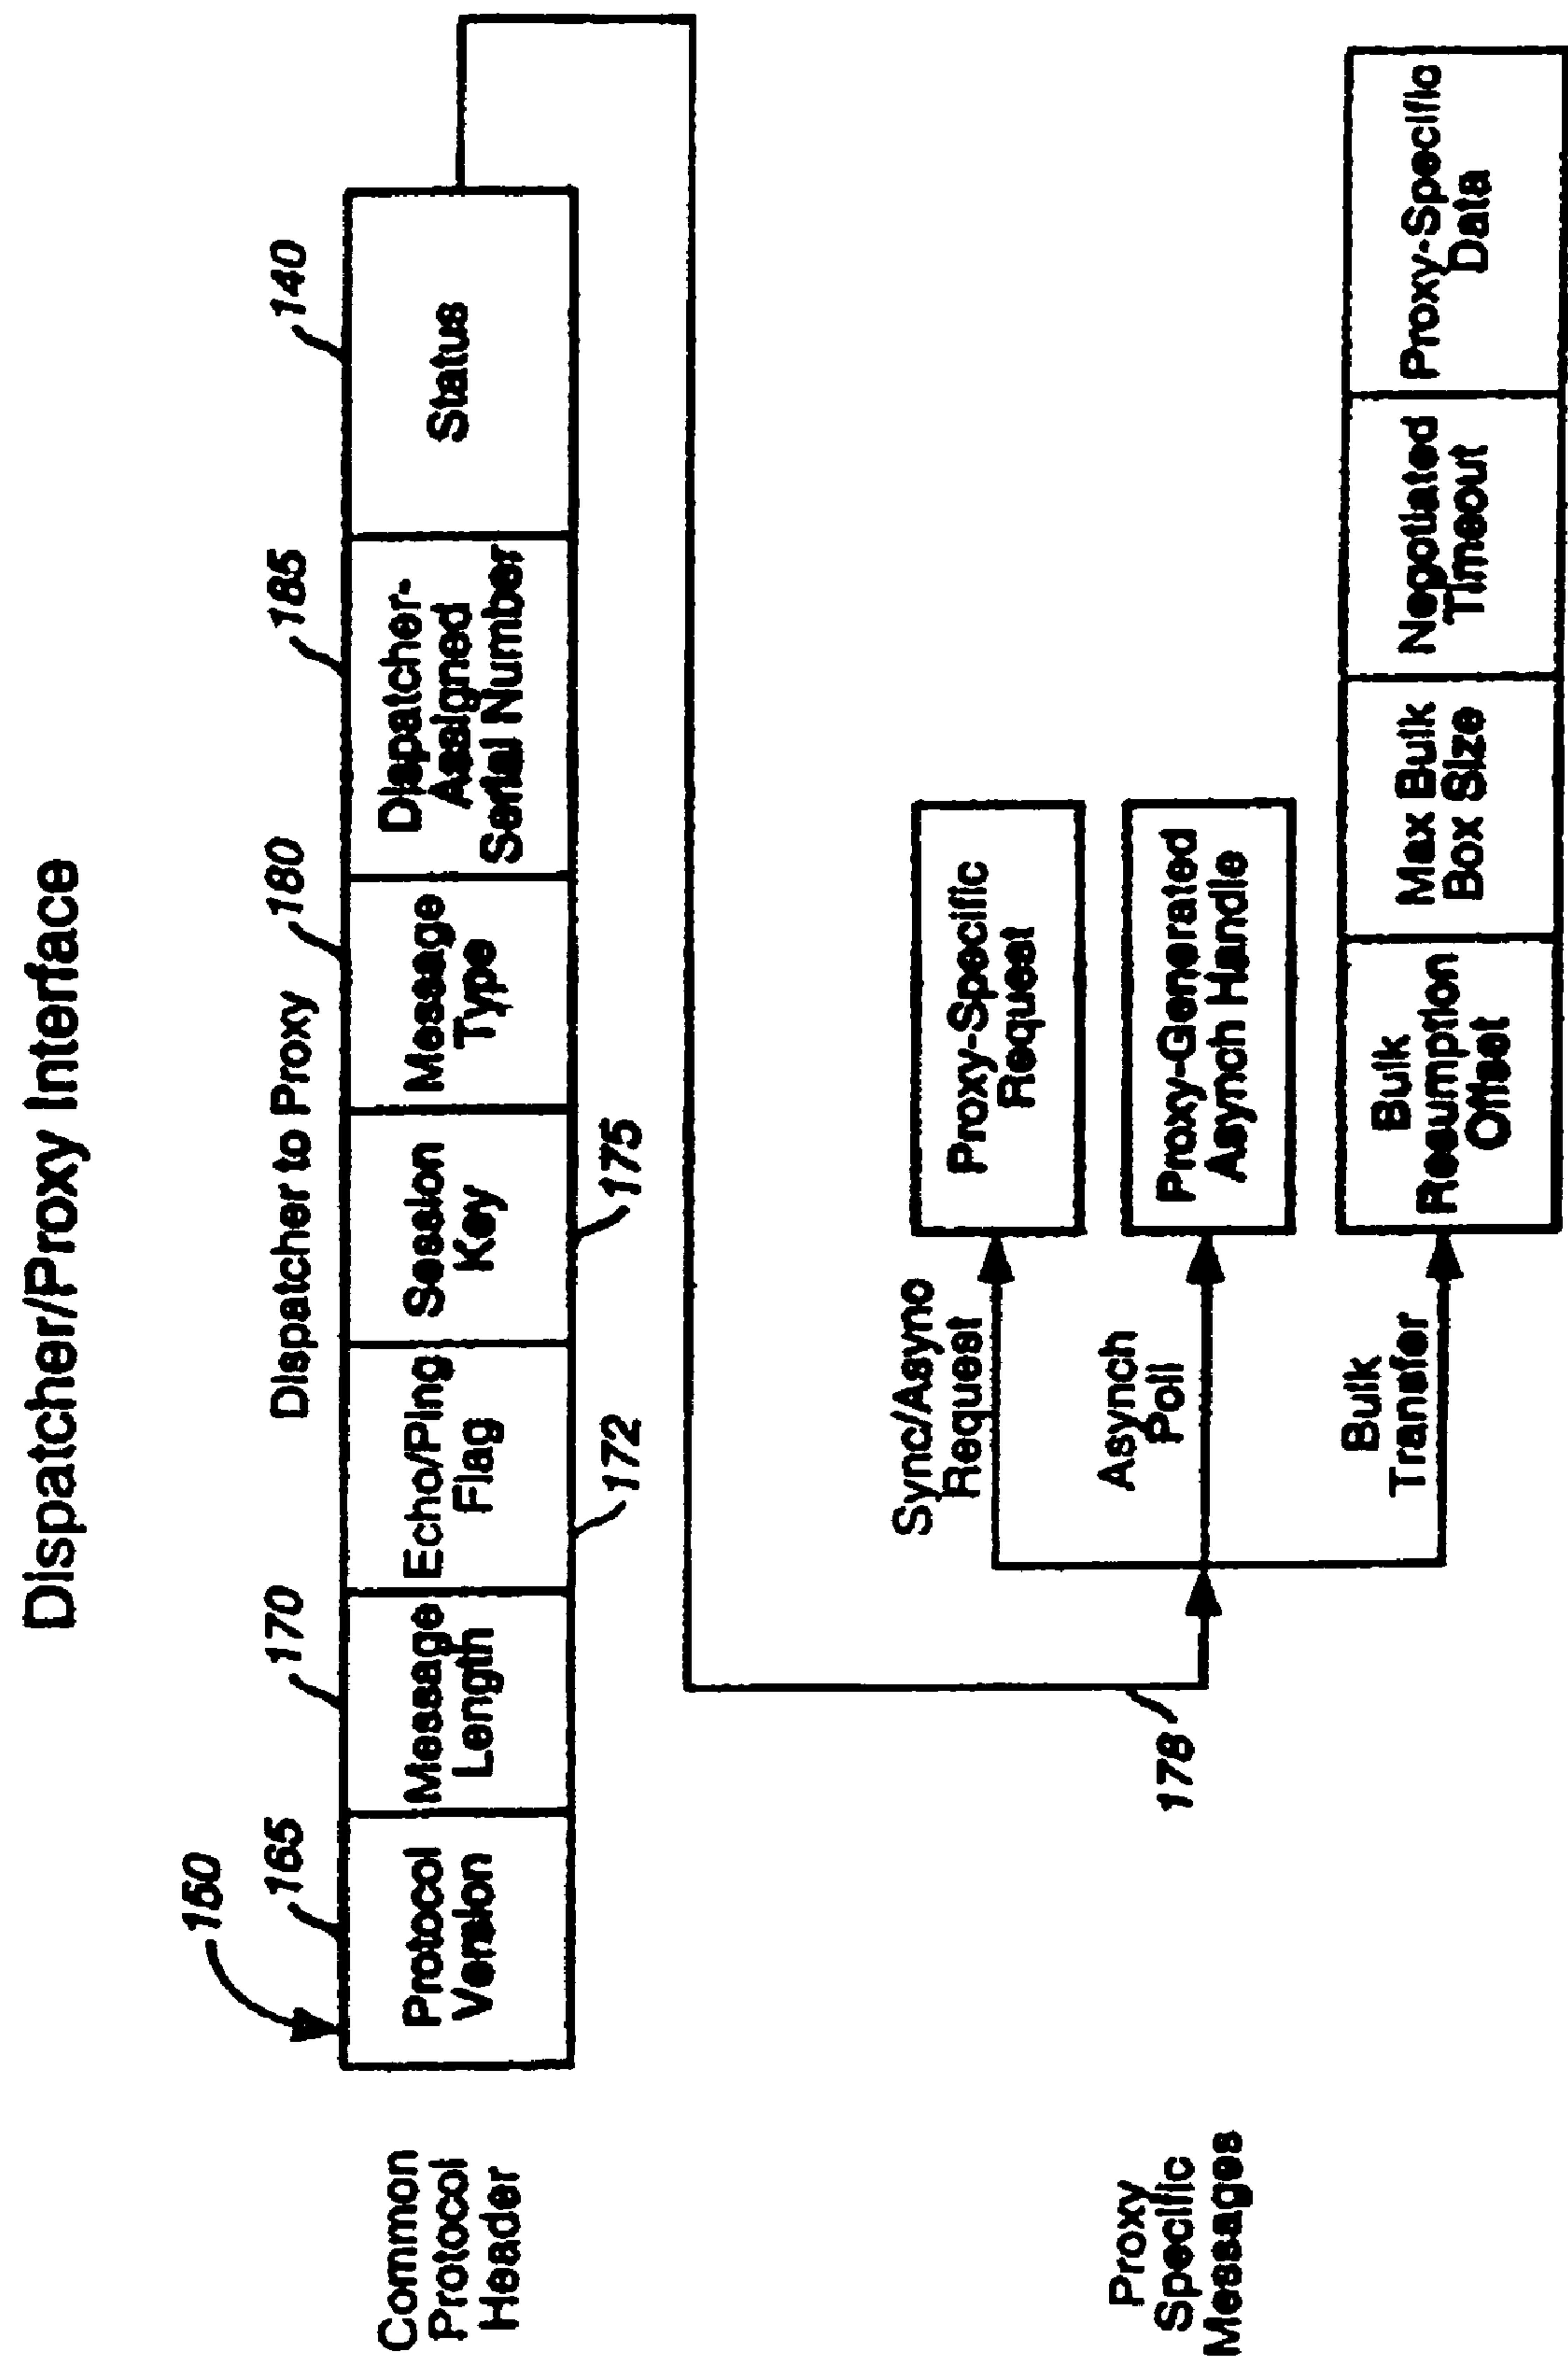 Dispatcher/Proxy Interface
Dispatcher to Proxy
150
165
170
180
185
140
Common
Protocol
Header
Protocol
Version
Message
Length
Echo/Ping
Flag
Session
Key
Message
Type
Dispatcher-
Assigned
Serial Number
Status
172
175
Proxy
Specific
Messages
178
Sync/Async
Request
Proxy-Specific
Request
Asynch
Poll
Proxy-Generated
Asynch Handle
Bulk
Transfer
Bulk
Resumption
Offset
Max Bulk
Box Size
Negotiated
Timeout
Proxy-Specific
Data